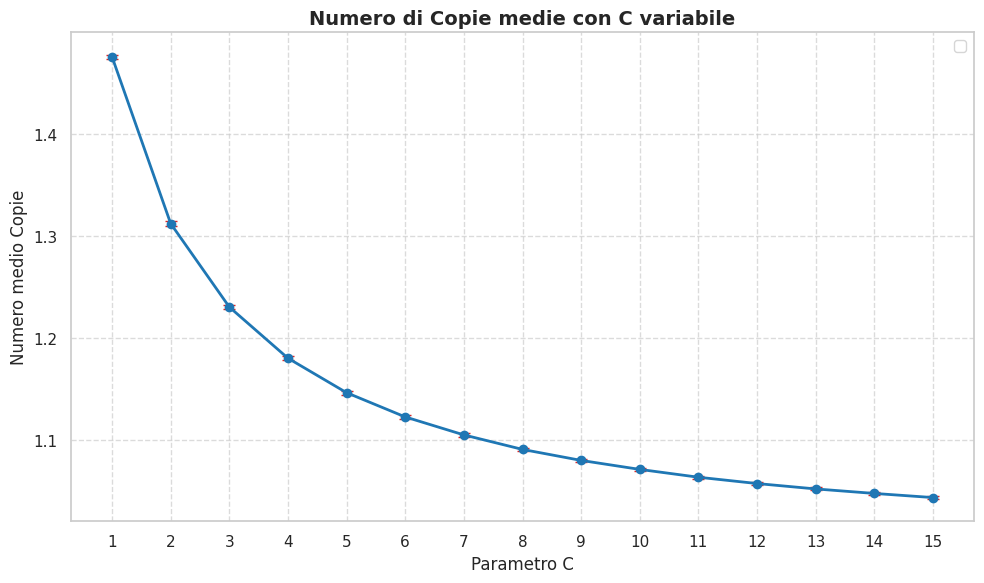 Numero di Copie medie con C variabile
Numero medio Copie
1.4
1.3
1.2
1.1
1 2 3 4 5 6 7 8 9 10 11 12 13 14 15
Parametro C